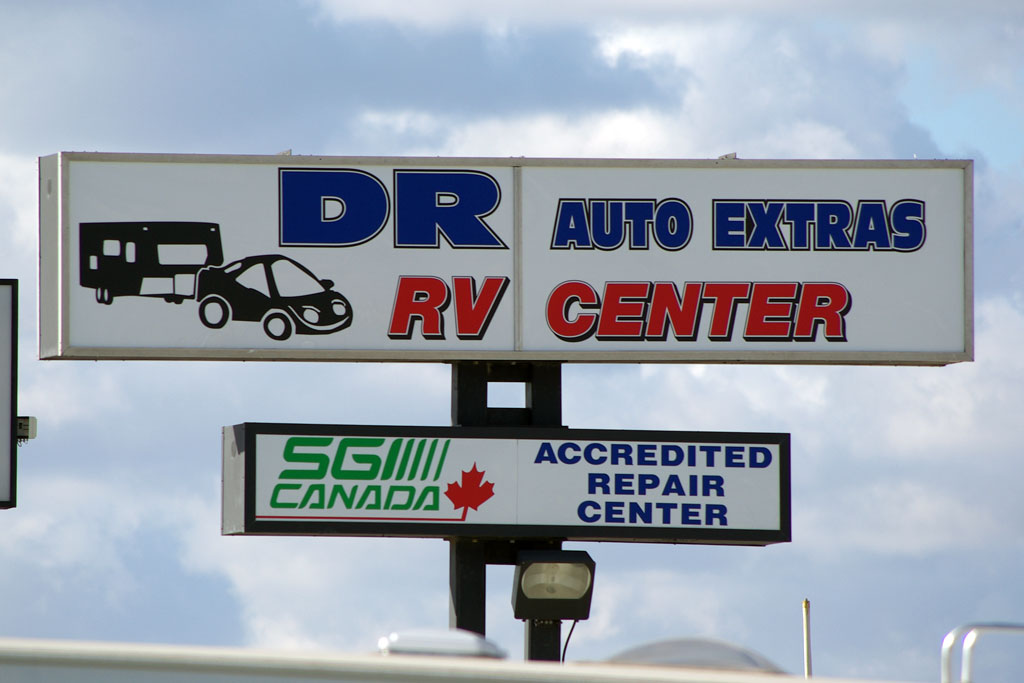 DR AUTO EXTRAS
RV CENTER
SGI
CANADA
ACCREDITED
REPAIR
CENTER